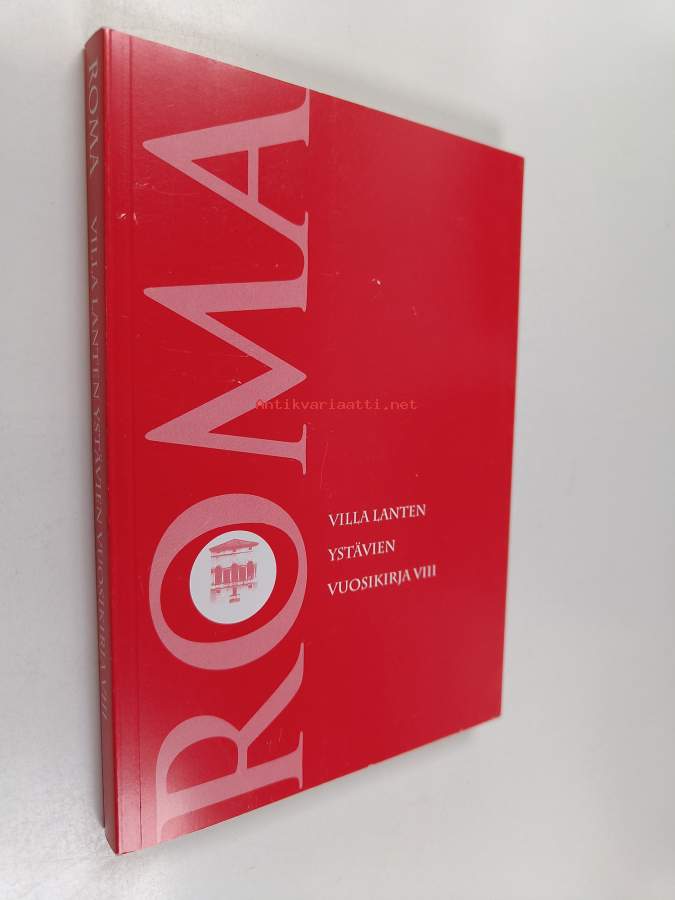 ROMA VILLA LANTEN YSTÄVIEN VUOSIKIRJA VIII
ROMA
VILLA LANTEN
YSTÄVIEN
VUOSIKIRJA VIII
Antikvariaatti.net